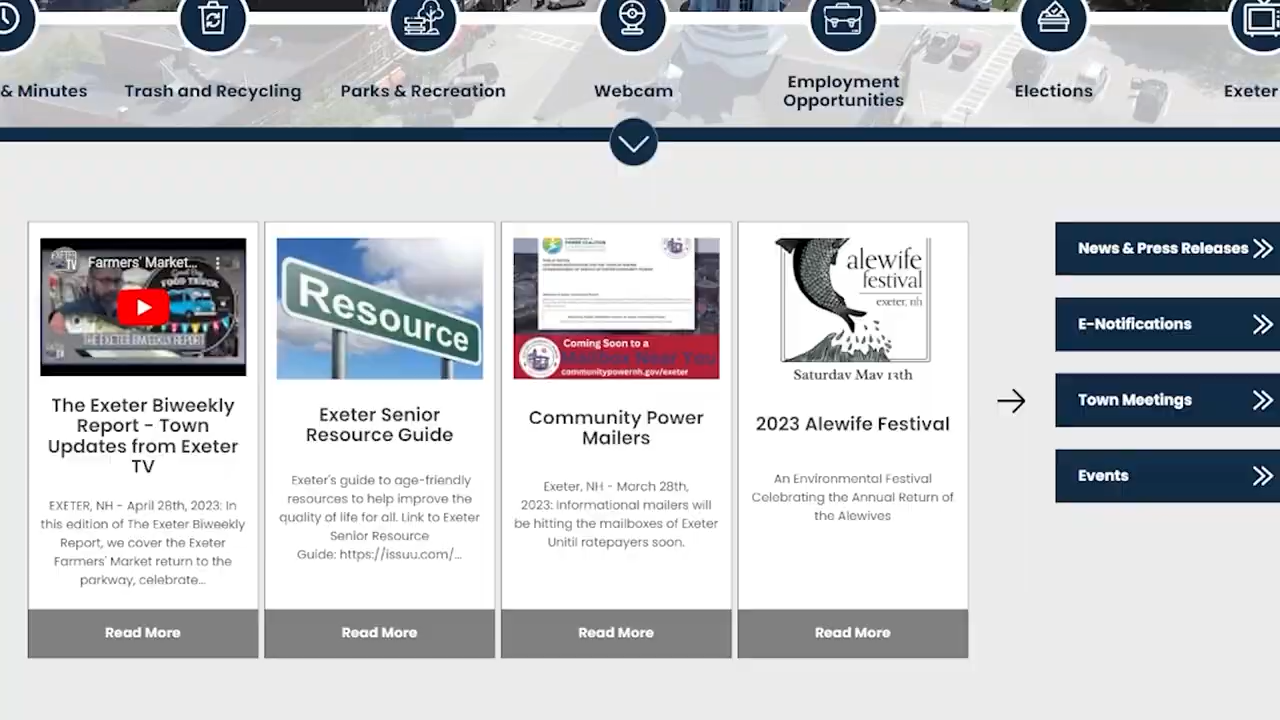 & Minutes
Trash and Recycling
Parks & Recreation
Webcam
Employment
Opportunities
Elections
Exeter
Farmers' Market...
FOOD TRUCK
THE EXETER BIWEEKLY REPORT
The Exeter Biweekly
Report - Town
Updates from Exeter
TV
EXETER, NH - April 28th, 2023: In
this edition of The Exeter Biweekly
Report, we cover the Exeter
Farmers' Market return to the
parkway, celebrate...
Read More
Resource
Exeter Senior
Resource Guide
Exeter's guide to age-friendly
resources to help improve the
quality of life for all. Link to Exeter
Senior Resource
Guide: https://issuu.com/...
Read More
Coming Soon to a
Mailbox Near You
communitypowernh.gov/exeter
Community Power
Mailers
Exeter, NH - March 28th,
2023: Informational mailers will
be hitting the mailboxes of Exeter
Unitil ratepayers soon.
Read More
alewife
festival
exeter, nh
Saturday May 13th
2023 Alewife Festival
An Environmental Festival
Celebrating the Annual Return of
the Alewives
Read More
News & Press Releases
E-Notifications
Town Meetings
Events